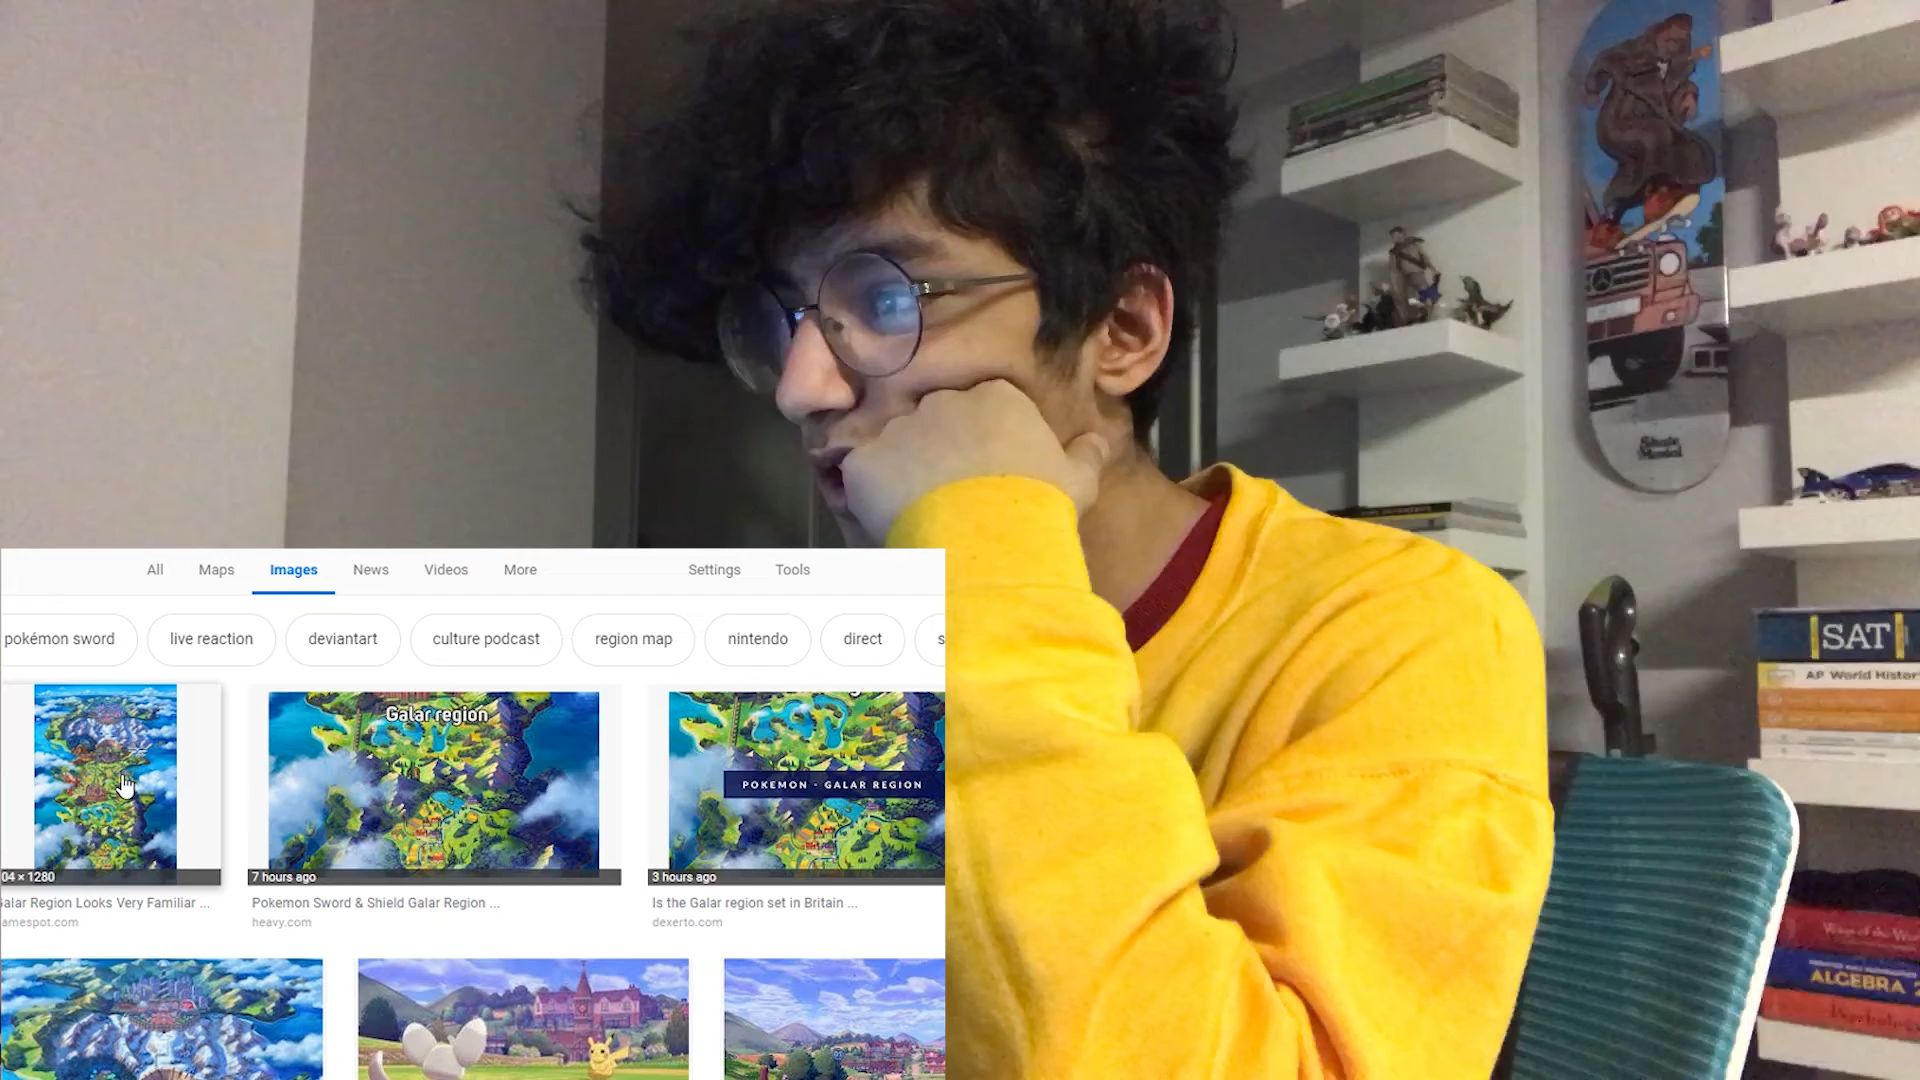 All Maps Images News Videos More Settings Tools
pokémon sword live reaction deviantart culture podcast region map nintendo direct s
Galar region
POKEMON - GALAR REGION
04 × 1280
7 hours ago
3 hours ago
Galar Region Looks Very Familiar ...
Pokemon Sword & Shield Galar Region ...
Is the Galar region set in Britain ...
amespot.com
heavy.com
dexerto.com
SAT
AP World Histor
ALGEBRA 2